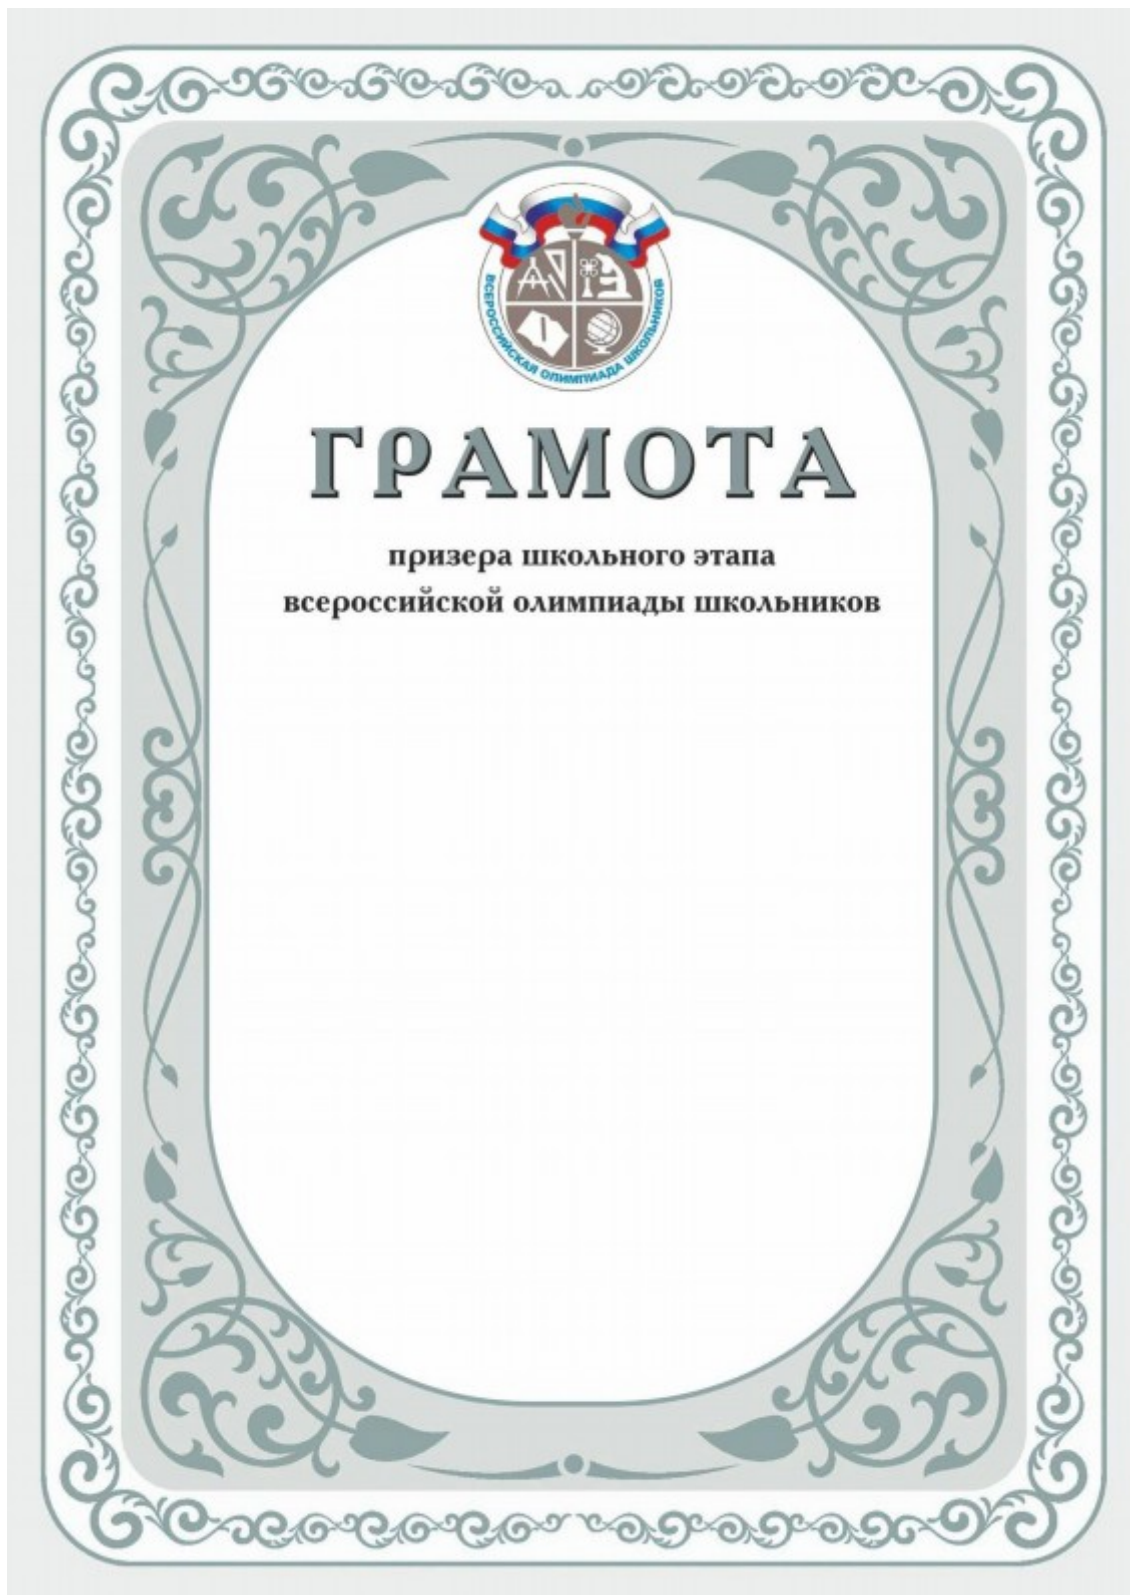 ВСЕРОССИЙСКАЯ ОЛИМПИАДА ШКОЛЬНИКОВ
ГРАМОТА
призера школьного этапа
всероссийской олимпиады школьников